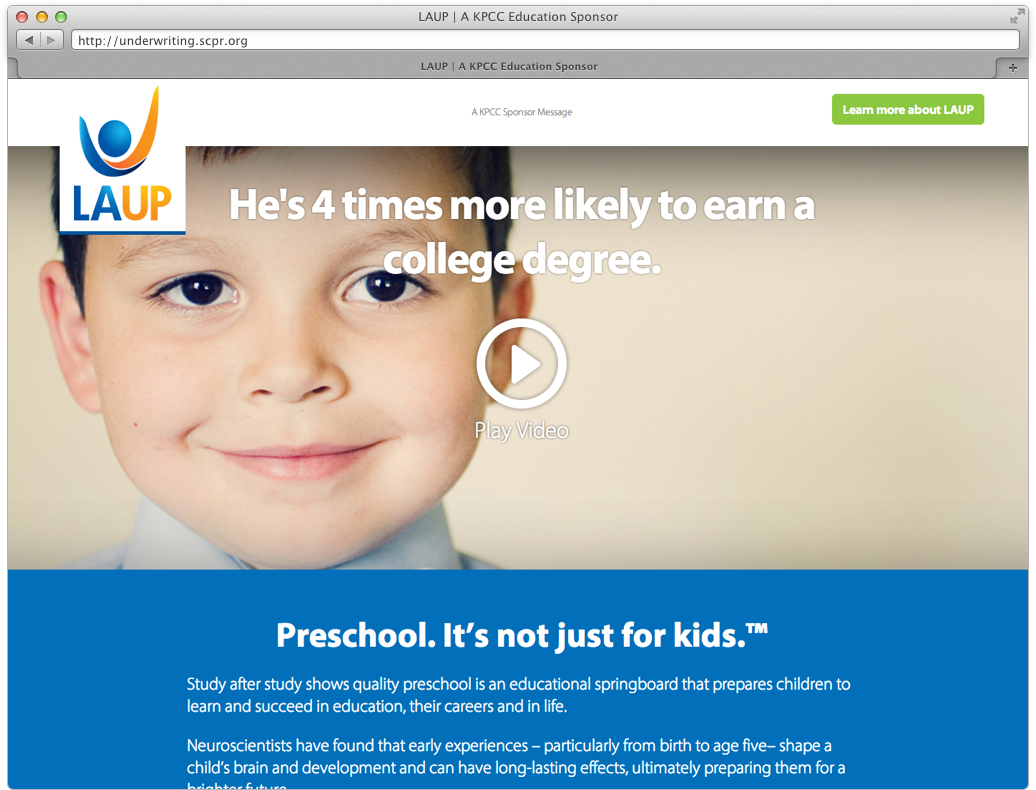 LAUP | A KPCC Education Sponsor
http://underwriting.scpr.org
LAUP | A KPCC Education Sponsor
A KPCC Sponsor Message
Learn more about LAUP
LAUP
He's 4 times more likely to earn a
college degree.
Play Video
Preschool. It’s not just for kids.™
Study after study shows quality preschool is an educational springboard that prepares children to
learn and succeed in education, their careers and in life.
Neuroscientists have found that early experiences – particularly from birth to age five– shape a
child’s brain and development and can have long-lasting effects, ultimately preparing them for a
brighter future.